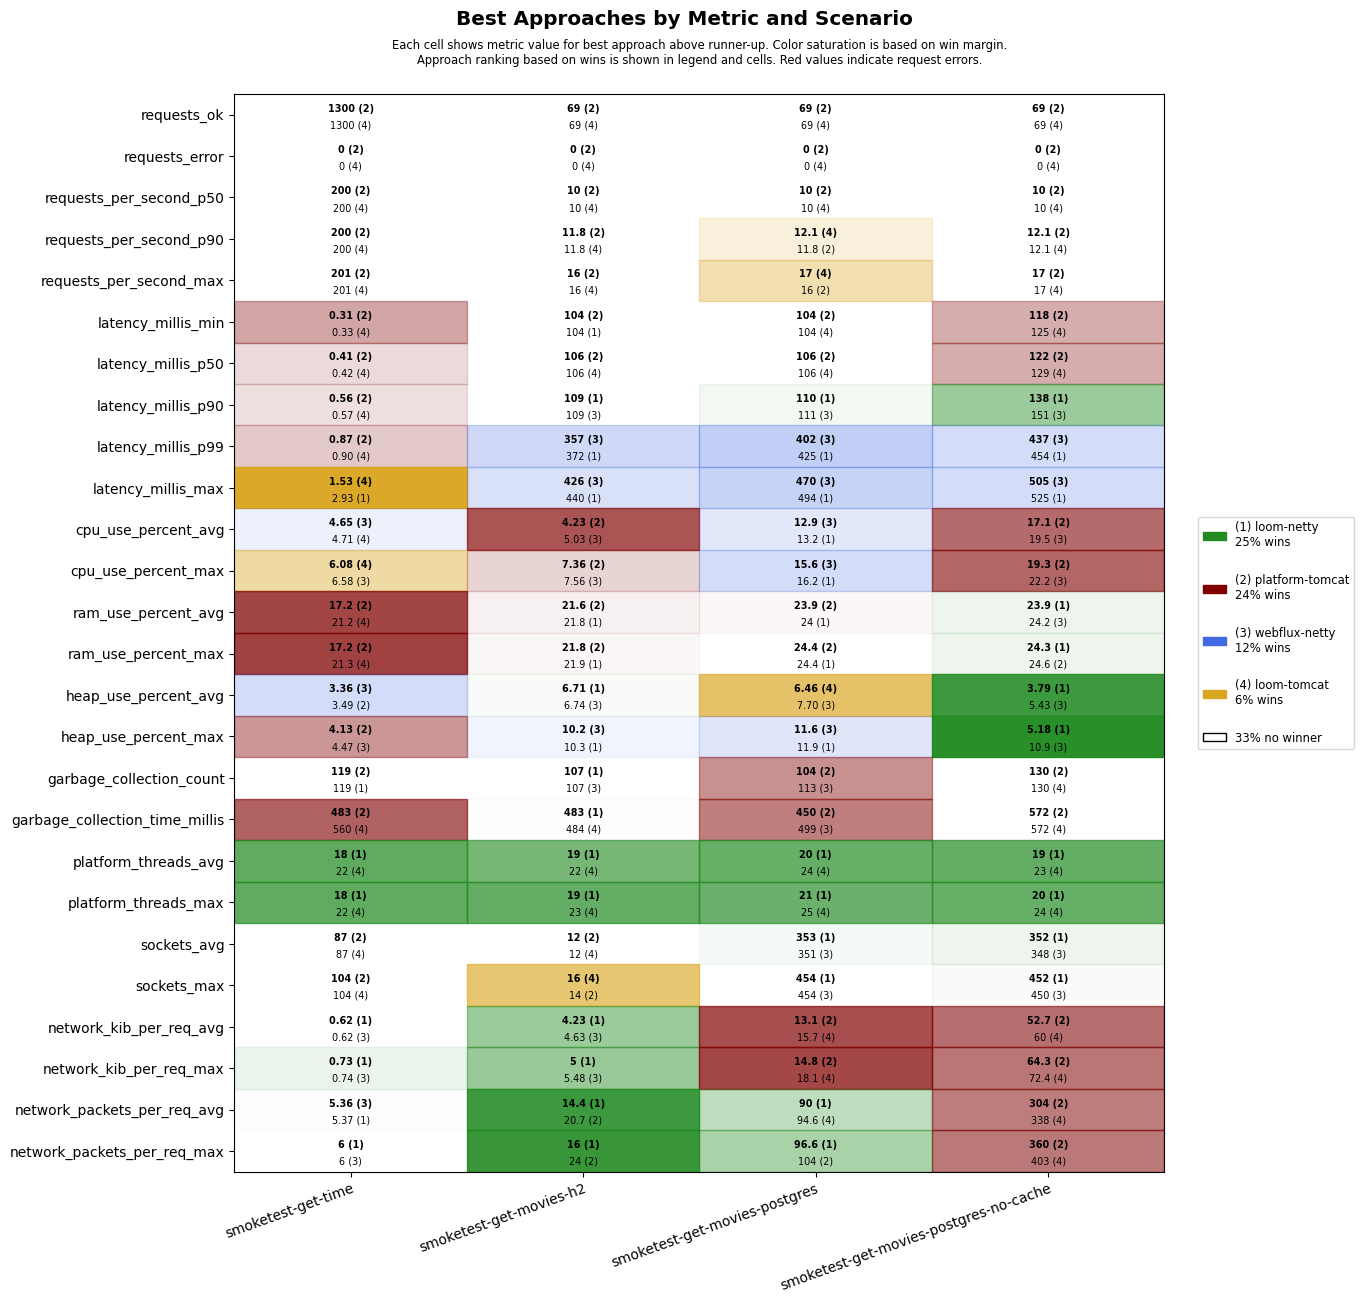 Best Approaches by Metric and Scenario
Each cell shows metric value for best approach above runner-up. Color saturation is based on win margin.
Approach ranking based on wins is shown in legend and cells. Red values indicate request errors.
requests_ok
1300 (2) 69 (2) 69 (2) 69 (2)
1300 (4) 69 (4) 69 (4) 69 (4)
requests_error
0 (2) 0 (2) 0 (2) 0 (2)
0 (4) 0 (4) 0 (4) 0 (4)
requests_per_second_p50
200 (2) 10 (2) 10 (2) 10 (2)
200 (4) 10 (4) 10 (4) 10 (4)
requests_per_second_p90
200 (2) 11.8 (2) 12.1 (4) 12.1 (2)
200 (4) 11.8 (4) 11.8 (2) 12.1 (4)
requests_per_second_max
201 (2) 16 (2) 17 (4) 17 (2)
201 (4) 16 (4) 16 (2) 17 (4)
latency_millis_min
0.31 (2) 104 (2) 104 (2) 118 (2)
0.33 (4) 104 (1) 104 (4) 125 (4)
latency_millis_p50
0.41 (2) 106 (2) 106 (2) 122 (2)
0.42 (4) 106 (4) 106 (4) 129 (4)
latency_millis_p90
0.56 (2) 109 (1) 110 (1) 138 (1)
0.57 (4) 109 (3) 111 (3) 151 (3)
latency_millis_p99
0.87 (2) 357 (3) 402 (3) 437 (3)
0.90 (4) 372 (1) 425 (1) 454 (1)
latency_millis_max
1.53 (4) 426 (3) 470 (3) 505 (3)
2.93 (1) 440 (1) 494 (1) 525 (1)
cpu_use_percent_avg
4.65 (3) 4.23 (2) 12.9 (3) 17.1 (2)
4.71 (4) 5.03 (3) 13.2 (1) 19.5 (3)
cpu_use_percent_max
6.08 (4) 7.36 (2) 15.6 (3) 19.3 (2)
6.58 (3) 7.56 (3) 16.2 (1) 22.2 (3)
ram_use_percent_avg
17.2 (2) 21.6 (2) 23.9 (2) 23.9 (1)
21.2 (4) 21.8 (1) 24 (1) 24.2 (3)
ram_use_percent_max
17.2 (2) 21.8 (2) 24.4 (2) 24.3 (1)
21.3 (4) 21.9 (1) 24.4 (1) 24.6 (2)
heap_use_percent_avg
3.36 (3) 6.71 (1) 6.46 (4) 3.79 (1)
3.49 (2) 6.74 (3) 7.70 (3) 5.43 (3)
heap_use_percent_max
4.13 (2) 10.2 (3) 11.6 (3) 5.18 (1)
4.47 (3) 10.3 (1) 11.9 (1) 10.9 (3)
garbage_collection_count
119 (2) 107 (1) 104 (2) 130 (2)
119 (1) 107 (3) 113 (3) 130 (4)
garbage_collection_time_millis
483 (2) 483 (1) 450 (2) 572 (2)
560 (4) 484 (4) 499 (3) 572 (4)
platform_threads_avg
18 (1) 19 (1) 20 (1) 19 (1)
22 (4) 22 (4) 24 (4) 23 (4)
platform_threads_max
18 (1) 19 (1) 21 (1) 20 (1)
22 (4) 23 (4) 25 (4) 24 (4)
sockets_avg
87 (2) 12 (2) 353 (1) 352 (1)
87 (4) 12 (4) 351 (3) 348 (3)
sockets_max
104 (2) 16 (4) 454 (1) 452 (1)
104 (4) 14 (2) 454 (3) 450 (3)
network_kib_per_req_avg
0.62 (1) 4.23 (1) 13.1 (2) 52.7 (2)
0.62 (3) 4.63 (3) 15.7 (4) 60 (4)
network_kib_per_req_max
0.73 (1) 5 (1) 14.8 (2) 64.3 (2)
0.74 (3) 5.48 (3) 18.1 (4) 72.4 (4)
network_packets_per_req_avg
5.36 (3) 14.4 (1) 90 (1) 304 (2)
5.37 (1) 20.7 (2) 94.6 (4) 338 (4)
network_packets_per_req_max
6 (1) 16 (1) 96.6 (1) 360 (2)
6 (3) 24 (2) 104 (2) 403 (4)
smoketest-get-time
smoketest-get-movies-h2
smoketest-get-movies-postgres
smoketest-get-movies-postgres-no-cache
(1) loom-netty
25% wins
(2) platform-tomcat
24% wins
(3) webflux-netty
12% wins
(4) loom-tomcat
6% wins
33% no winner